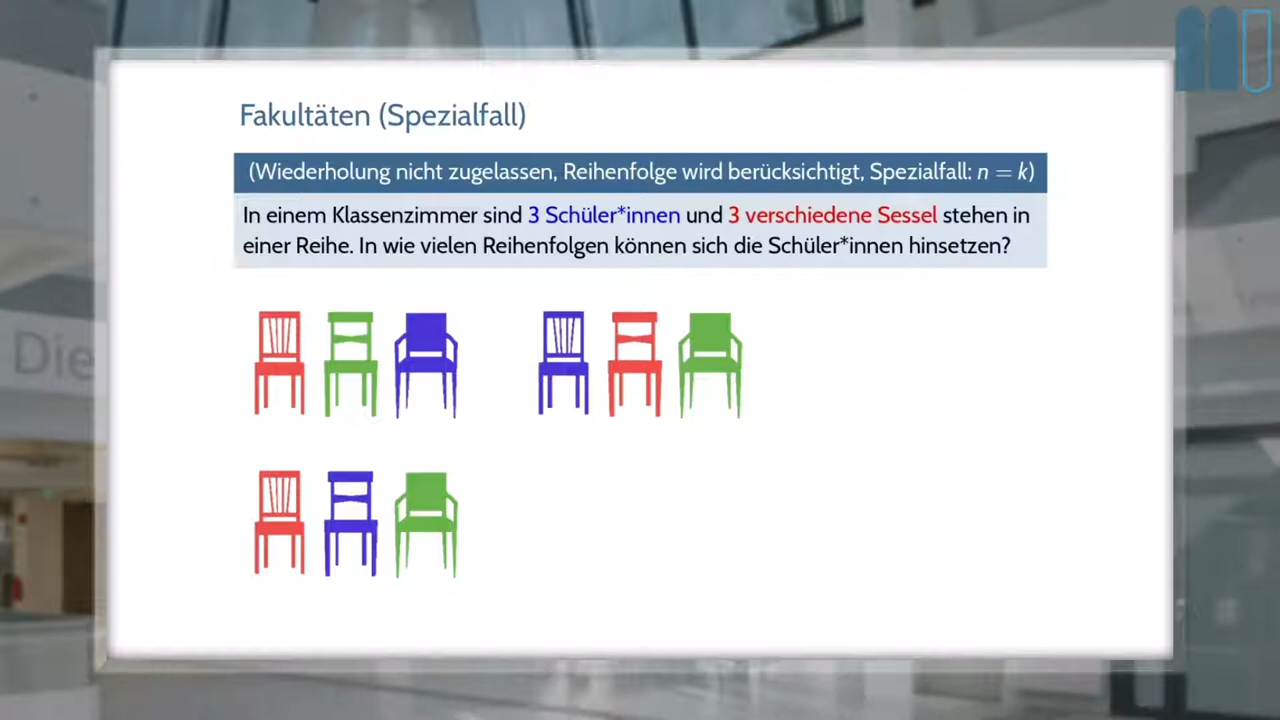 Fakultäten (Spezialfall)
(Wiederholung nicht zugelassen, Reihenfolge wird berücksichtigt, Spezialfall: n = k)
In einem Klassenzimmer sind 3 Schüler*innen und 3 verschiedene Sessel stehen in
einer Reihe. In wie vielen Reihenfolgen können sich die Schüler*innen hinsetzen?
Die